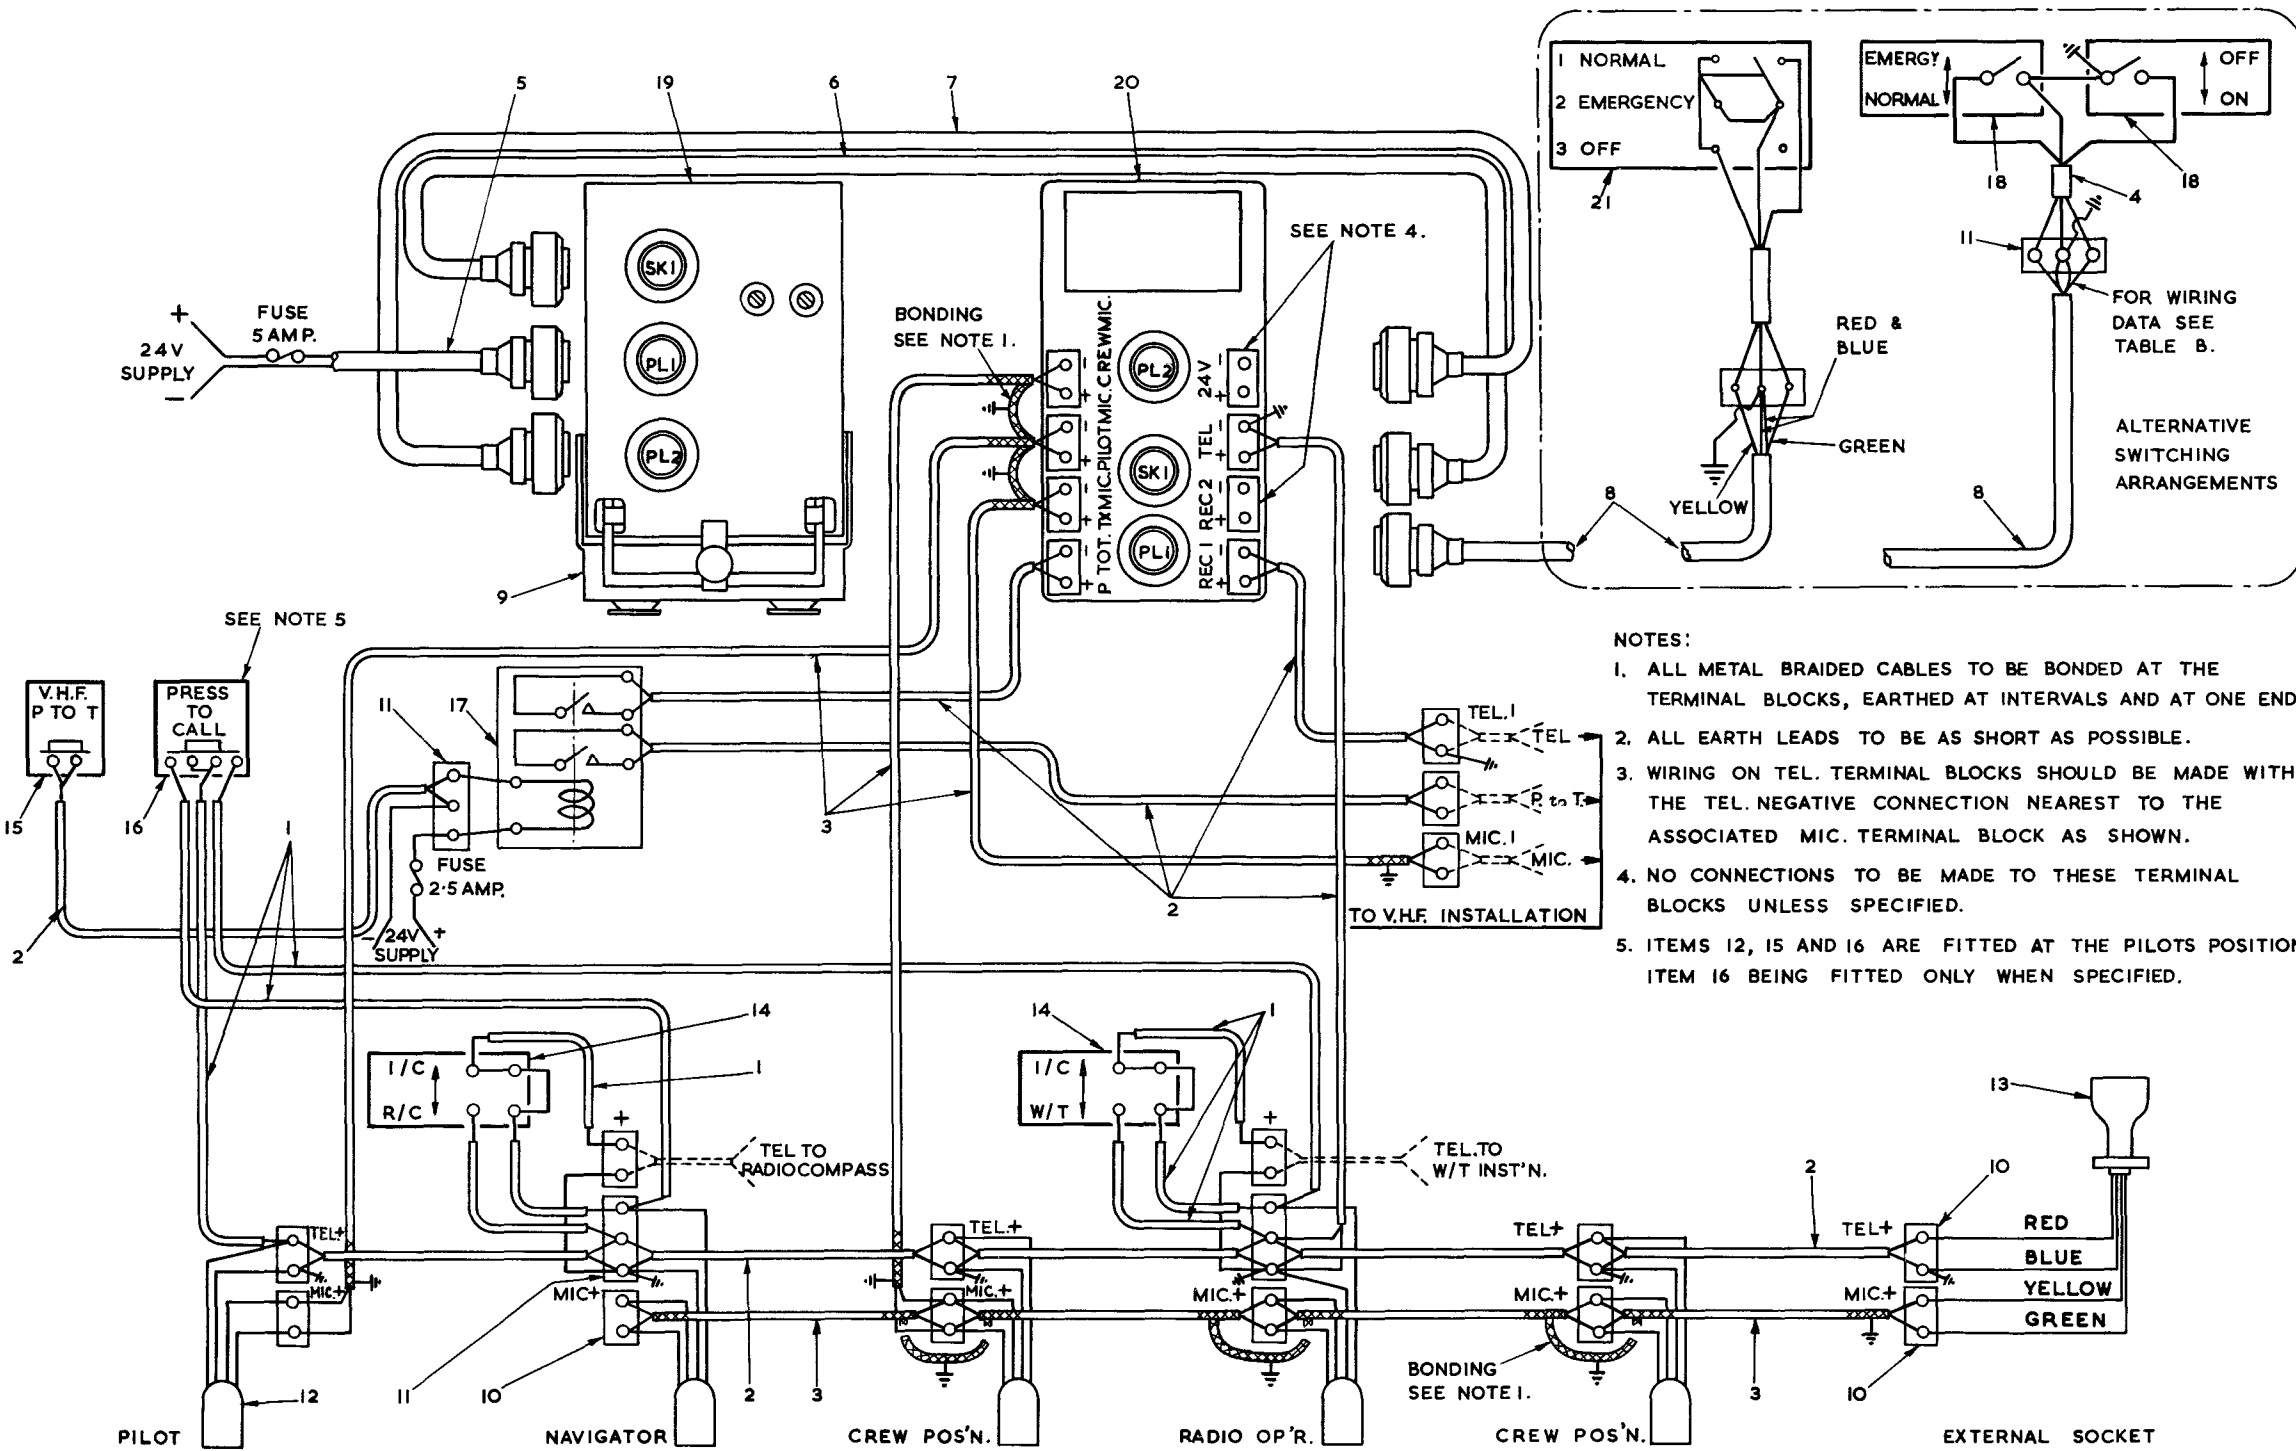 5
19
6
7
20
1 NORMAL
2 EMERGENCY
3 OFF
21
EMERGY
NORMAL
OFF
ON
18
4
18
11
FOR WIRING
DATA SEE
TABLE B.
RED &
BLUE
GREEN
YELLOW
ALTERNATIVE
SWITCHING
ARRANGEMENTS
8
8
SEE NOTE 4.
BONDING
SEE NOTE 1.
+
24V
SUPPLY
−
FUSE
5 AMP.
SK1
PL1
PL2
9
CREW MIC.
PILOT MIC.
TX MIC.
P TO T.
- +
- +
- +
- +
PL2
SK1
PL1
24V
TEL
REC 2
REC 1
- +
- +
- +
- +
SEE NOTE 5
V.H.F.
P TO T
PRESS
TO
CALL
15
16
11
17
1
2
FUSE
2·5 AMP.
− 24V +
SUPPLY
3
2
TEL.1
TEL
P to T.
MIC.1
MIC.
TO V.H.F. INSTALLATION
NOTES:
1. ALL METAL BRAIDED CABLES TO BE BONDED AT THE
TERMINAL BLOCKS, EARTHED AT INTERVALS AND AT ONE END
2. ALL EARTH LEADS TO BE AS SHORT AS POSSIBLE.
3. WIRING ON TEL. TERMINAL BLOCKS SHOULD BE MADE WITH
THE TEL. NEGATIVE CONNECTION NEAREST TO THE
ASSOCIATED MIC. TERMINAL BLOCK AS SHOWN.
4. NO CONNECTIONS TO BE MADE TO THESE TERMINAL
BLOCKS UNLESS SPECIFIED.
5. ITEMS 12, 15 AND 16 ARE FITTED AT THE PILOTS POSITION
ITEM 16 BEING FITTED ONLY WHEN SPECIFIED.
1
14
I/C
R/C
1
+
TEL TO
RADIO COMPASS
14
I/C
W/T
1
+
TEL. TO
W/T INST'N.
13
TEL+
MIC.+
MIC+
TEL.+
MIC.+
MIC.+
TEL+
MIC.+
2
TEL+
MIC.+
10
RED
BLUE
YELLOW
GREEN
12
11
10
2
3
BONDING
SEE NOTE 1.
3
10
PILOT
NAVIGATOR
CREW POS'N.
RADIO OP'R.
CREW POS'N.
EXTERNAL SOCKET